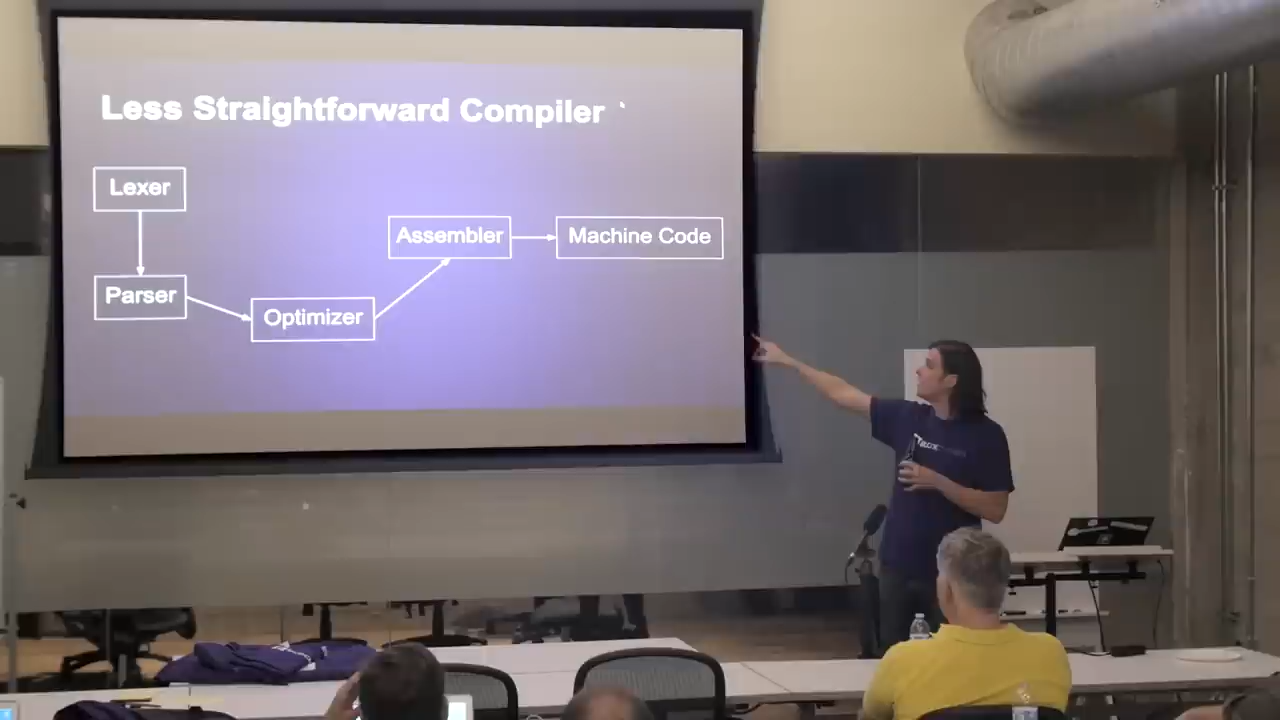 Less Straightforward Compiler
Lexer
Parser
Optimizer
Assembler
Machine Code